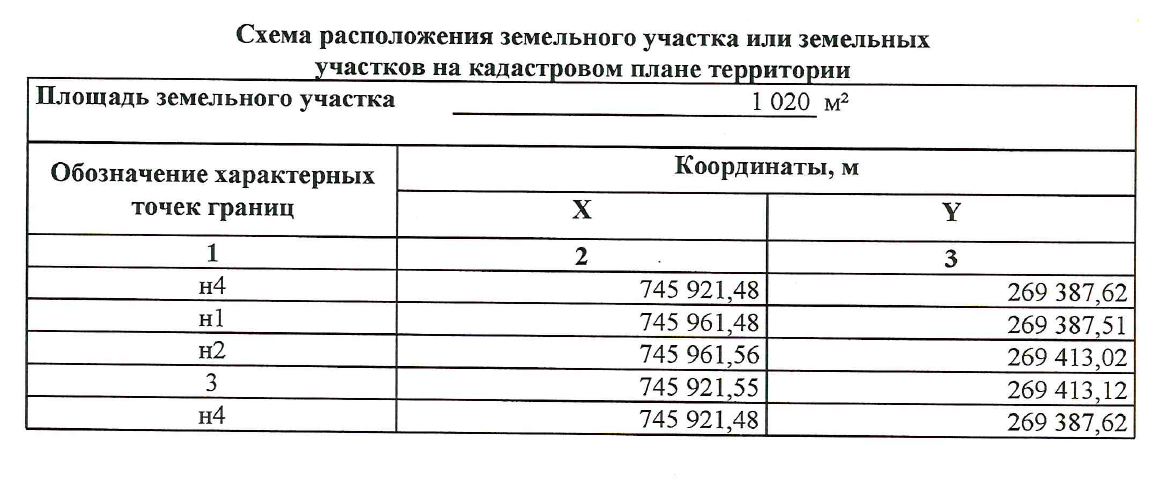 Схема расположения земельного участка или земельных
участков на кадастровом плане территории
Площадь земельного участка 1 020 м²
Обозначение характерных точек границ Координаты, м
X Y
1 2 3
н4 745 921,48 269 387,62
н1 745 961,48 269 387,51
н2 745 961,56 269 413,02
3 745 921,55 269 413,12
н4 745 921,48 269 387,62